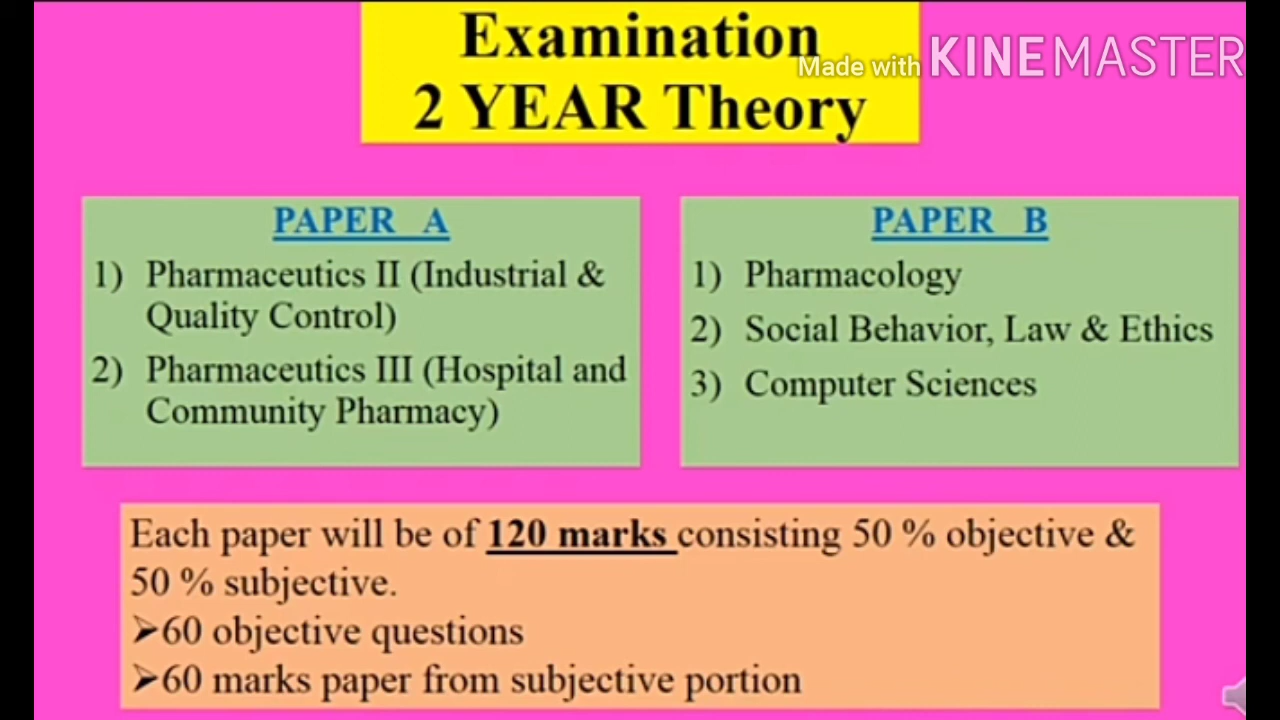 Examination
Made with KINEMASTER
2 YEAR Theory
PAPER A
1) Pharmaceutics II (Industrial &
Quality Control)
2) Pharmaceutics III (Hospital and
Community Pharmacy)
PAPER B
1) Pharmacology
2) Social Behavior, Law & Ethics
3) Computer Sciences
Each paper will be of 120 marks consisting 50 % objective &
50 % subjective.
➢60 objective questions
➢60 marks paper from subjective portion